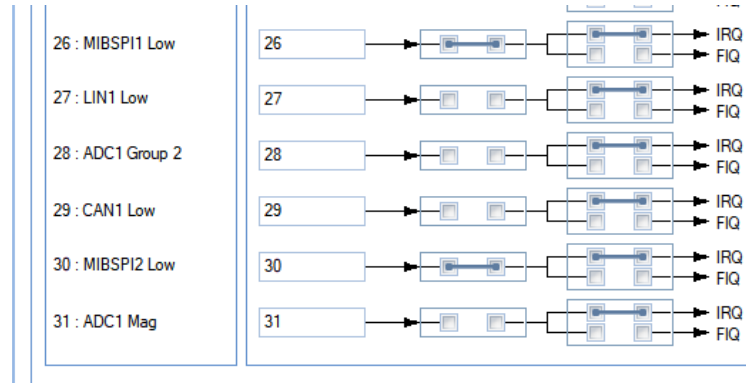 FIQ
26 : MIBSPI1 Low 26 IRQ
FIQ
27 : LIN1 Low 27 IRQ
FIQ
28 : ADC1 Group 2 28 IRQ
FIQ
29 : CAN1 Low 29 IRQ
FIQ
30 : MIBSPI2 Low 30 IRQ
FIQ
31 : ADC1 Mag 31 IRQ
FIQ